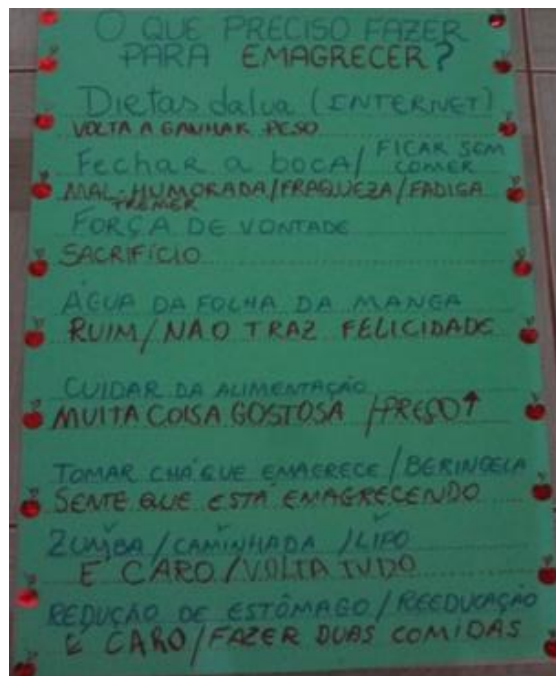 O QUE PRECISO FAZER
PARA EMAGRECER?
Dietas da lua (INTERNET)
VOLTA A GANHAR PESO
Fechar a boca/ FICAR SEM COMER
MAL-HUMORADA/FRAQUEZA/FADIGA
TREMER
FORÇA DE VONTADE
SACRIFÍCIO
ÁGUA DA FOLHA DA MANGA
RUIM/NÃO TRAZ FELICIDADE
CUIDAR DA ALIMENTAÇÃO
MUITA COISA GOSTOSA /PREÇO↑
TOMAR CHÁ QUE EMAGRECE/BERINGELA
SENTE QUE ESTÁ EMAGRECENDO
ZUMBA/CAMINHADA/LIPO
É CARO/VOLTA TUDO
REDUÇÃO DE ESTÔMAGO/REEDUCAÇÃO
É CARO/FAZER DUAS COMIDAS